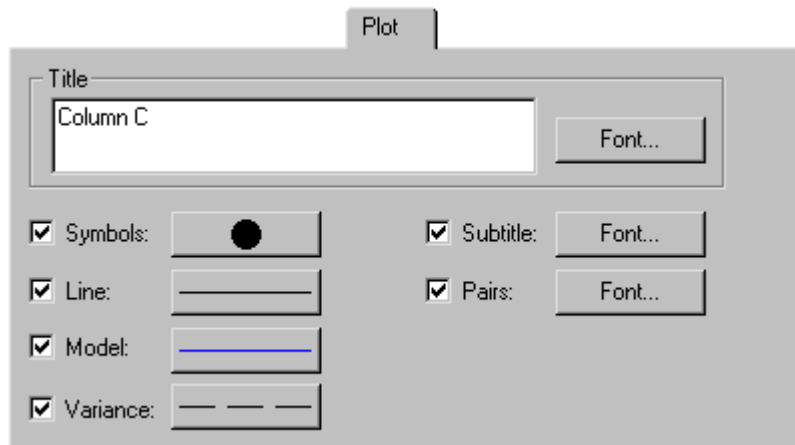 Plot
Title
Column C
Font...
Symbols:
Subtitle:
Font...
Line:
Pairs:
Font...
Model:
Variance: